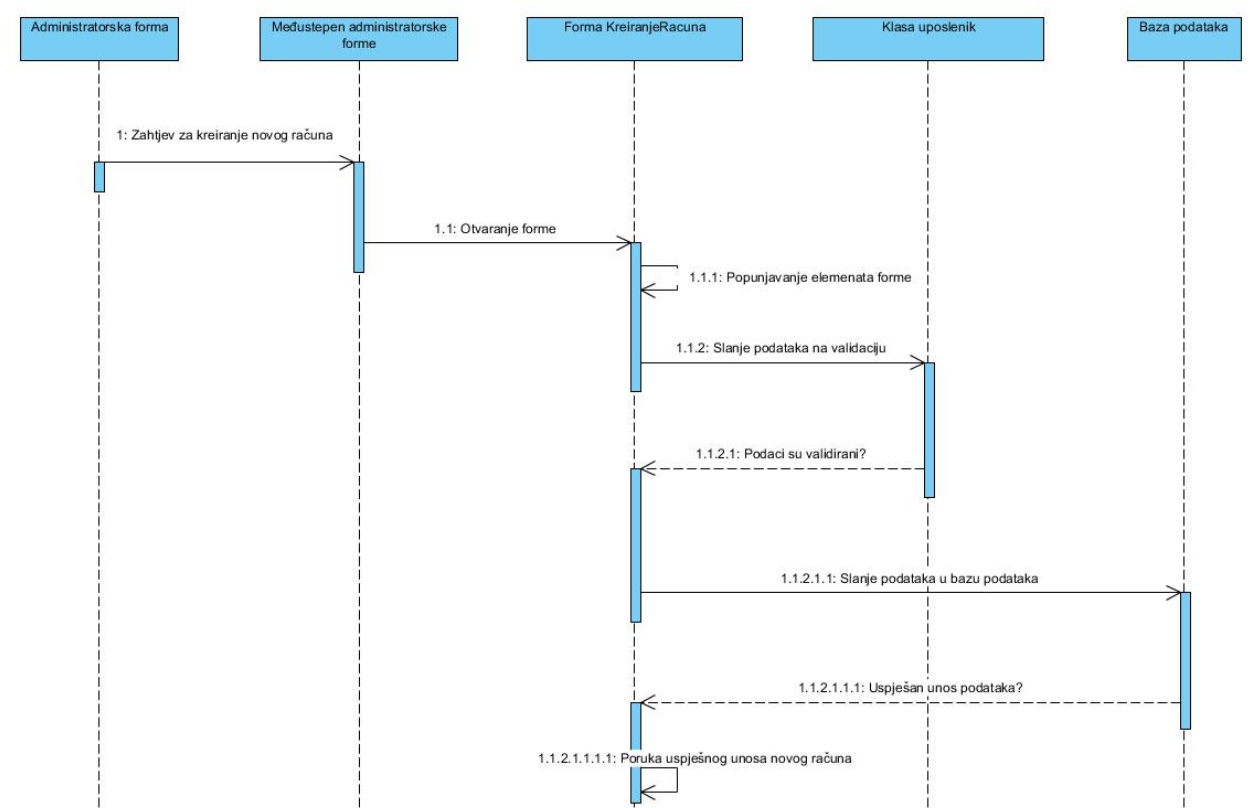 Administratorska forma
Međustepen administratorske
forme
Forma KreiranjeRacuna
Klasa uposlenik
Baza podataka
1: Zahtjev za kreiranje novog računa
1.1: Otvaranje forme
1.1.1: Popunjavanje elemenata forme
1.1.2: Slanje podataka na validaciju
1.1.2.1: Podaci su validirani?
1.1.2.1.1: Slanje podataka u bazu podataka
1.1.2.1.1.1: Uspješan unos podataka?
1.1.2.1.1.1.1: Poruka uspješnog unosa novog računa